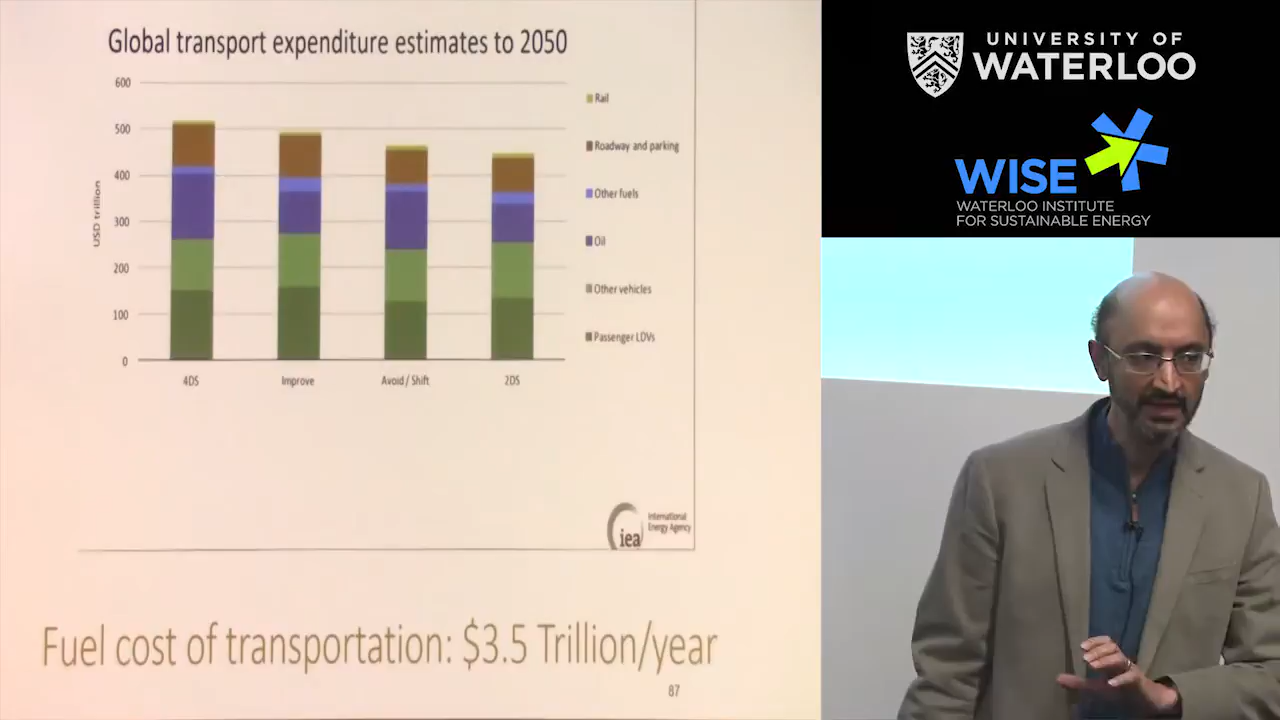 Global transport expenditure estimates to 2050
600
500
400
300
200
100
0
USD trillion
4DS
Improve
Avoid / Shift
2DS
Rail
Roadway and parking
Other fuels
Oil
Other vehicles
Passenger LDVs
iea
International
Energy Agency
Fuel cost of transportation: $3.5 Trillion/year
87
UNIVERSITY OF
WATERLOO
WISE
WATERLOO INSTITUTE
FOR SUSTAINABLE ENERGY